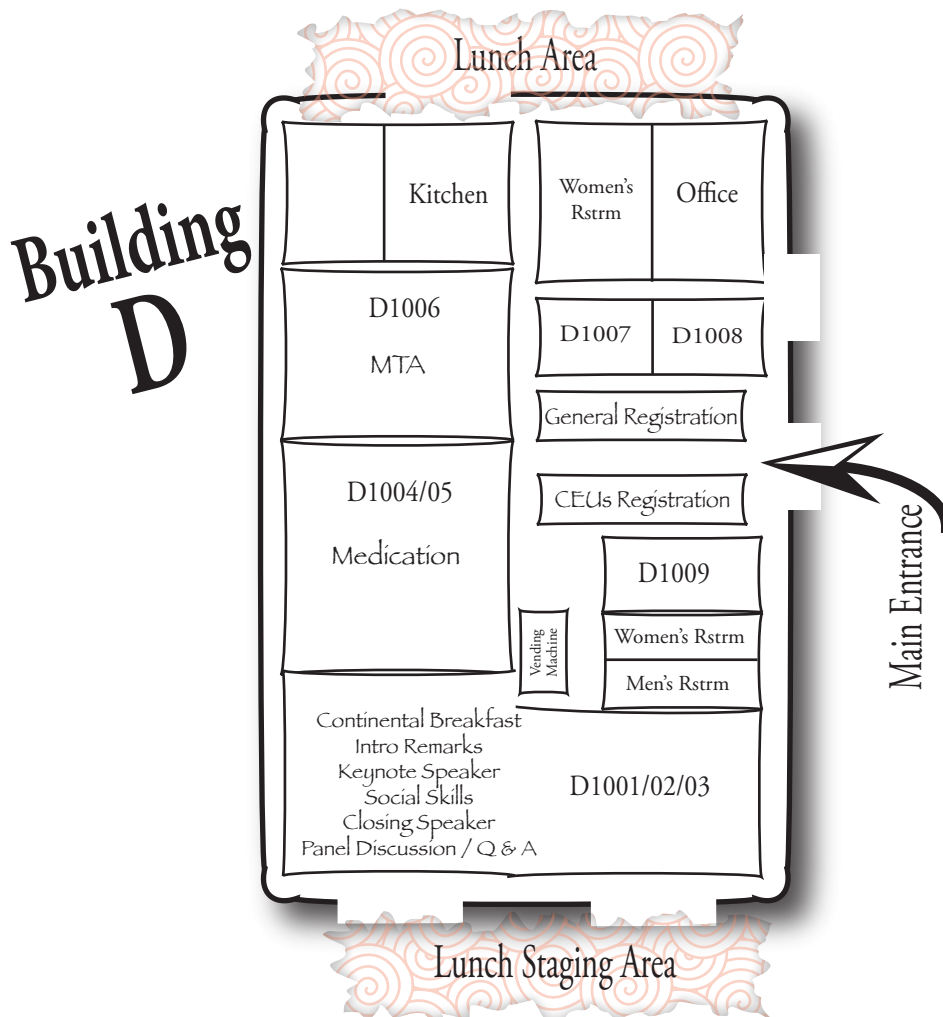 Lunch Area
Building
D
Kitchen
Women's
Rstrm
Office
D1006
MTA
D1007
D1008
General Registration
D1004/05
Medication
CEUs Registration
Main Entrance
D1009
Vending
Machine
Women's Rstrm
Men's Rstrm
Continental Breakfast
Intro Remarks
Keynote Speaker
Social Skills
Closing Speaker
Panel Discussion / Q & A
D1001/02/03
Lunch Staging Area